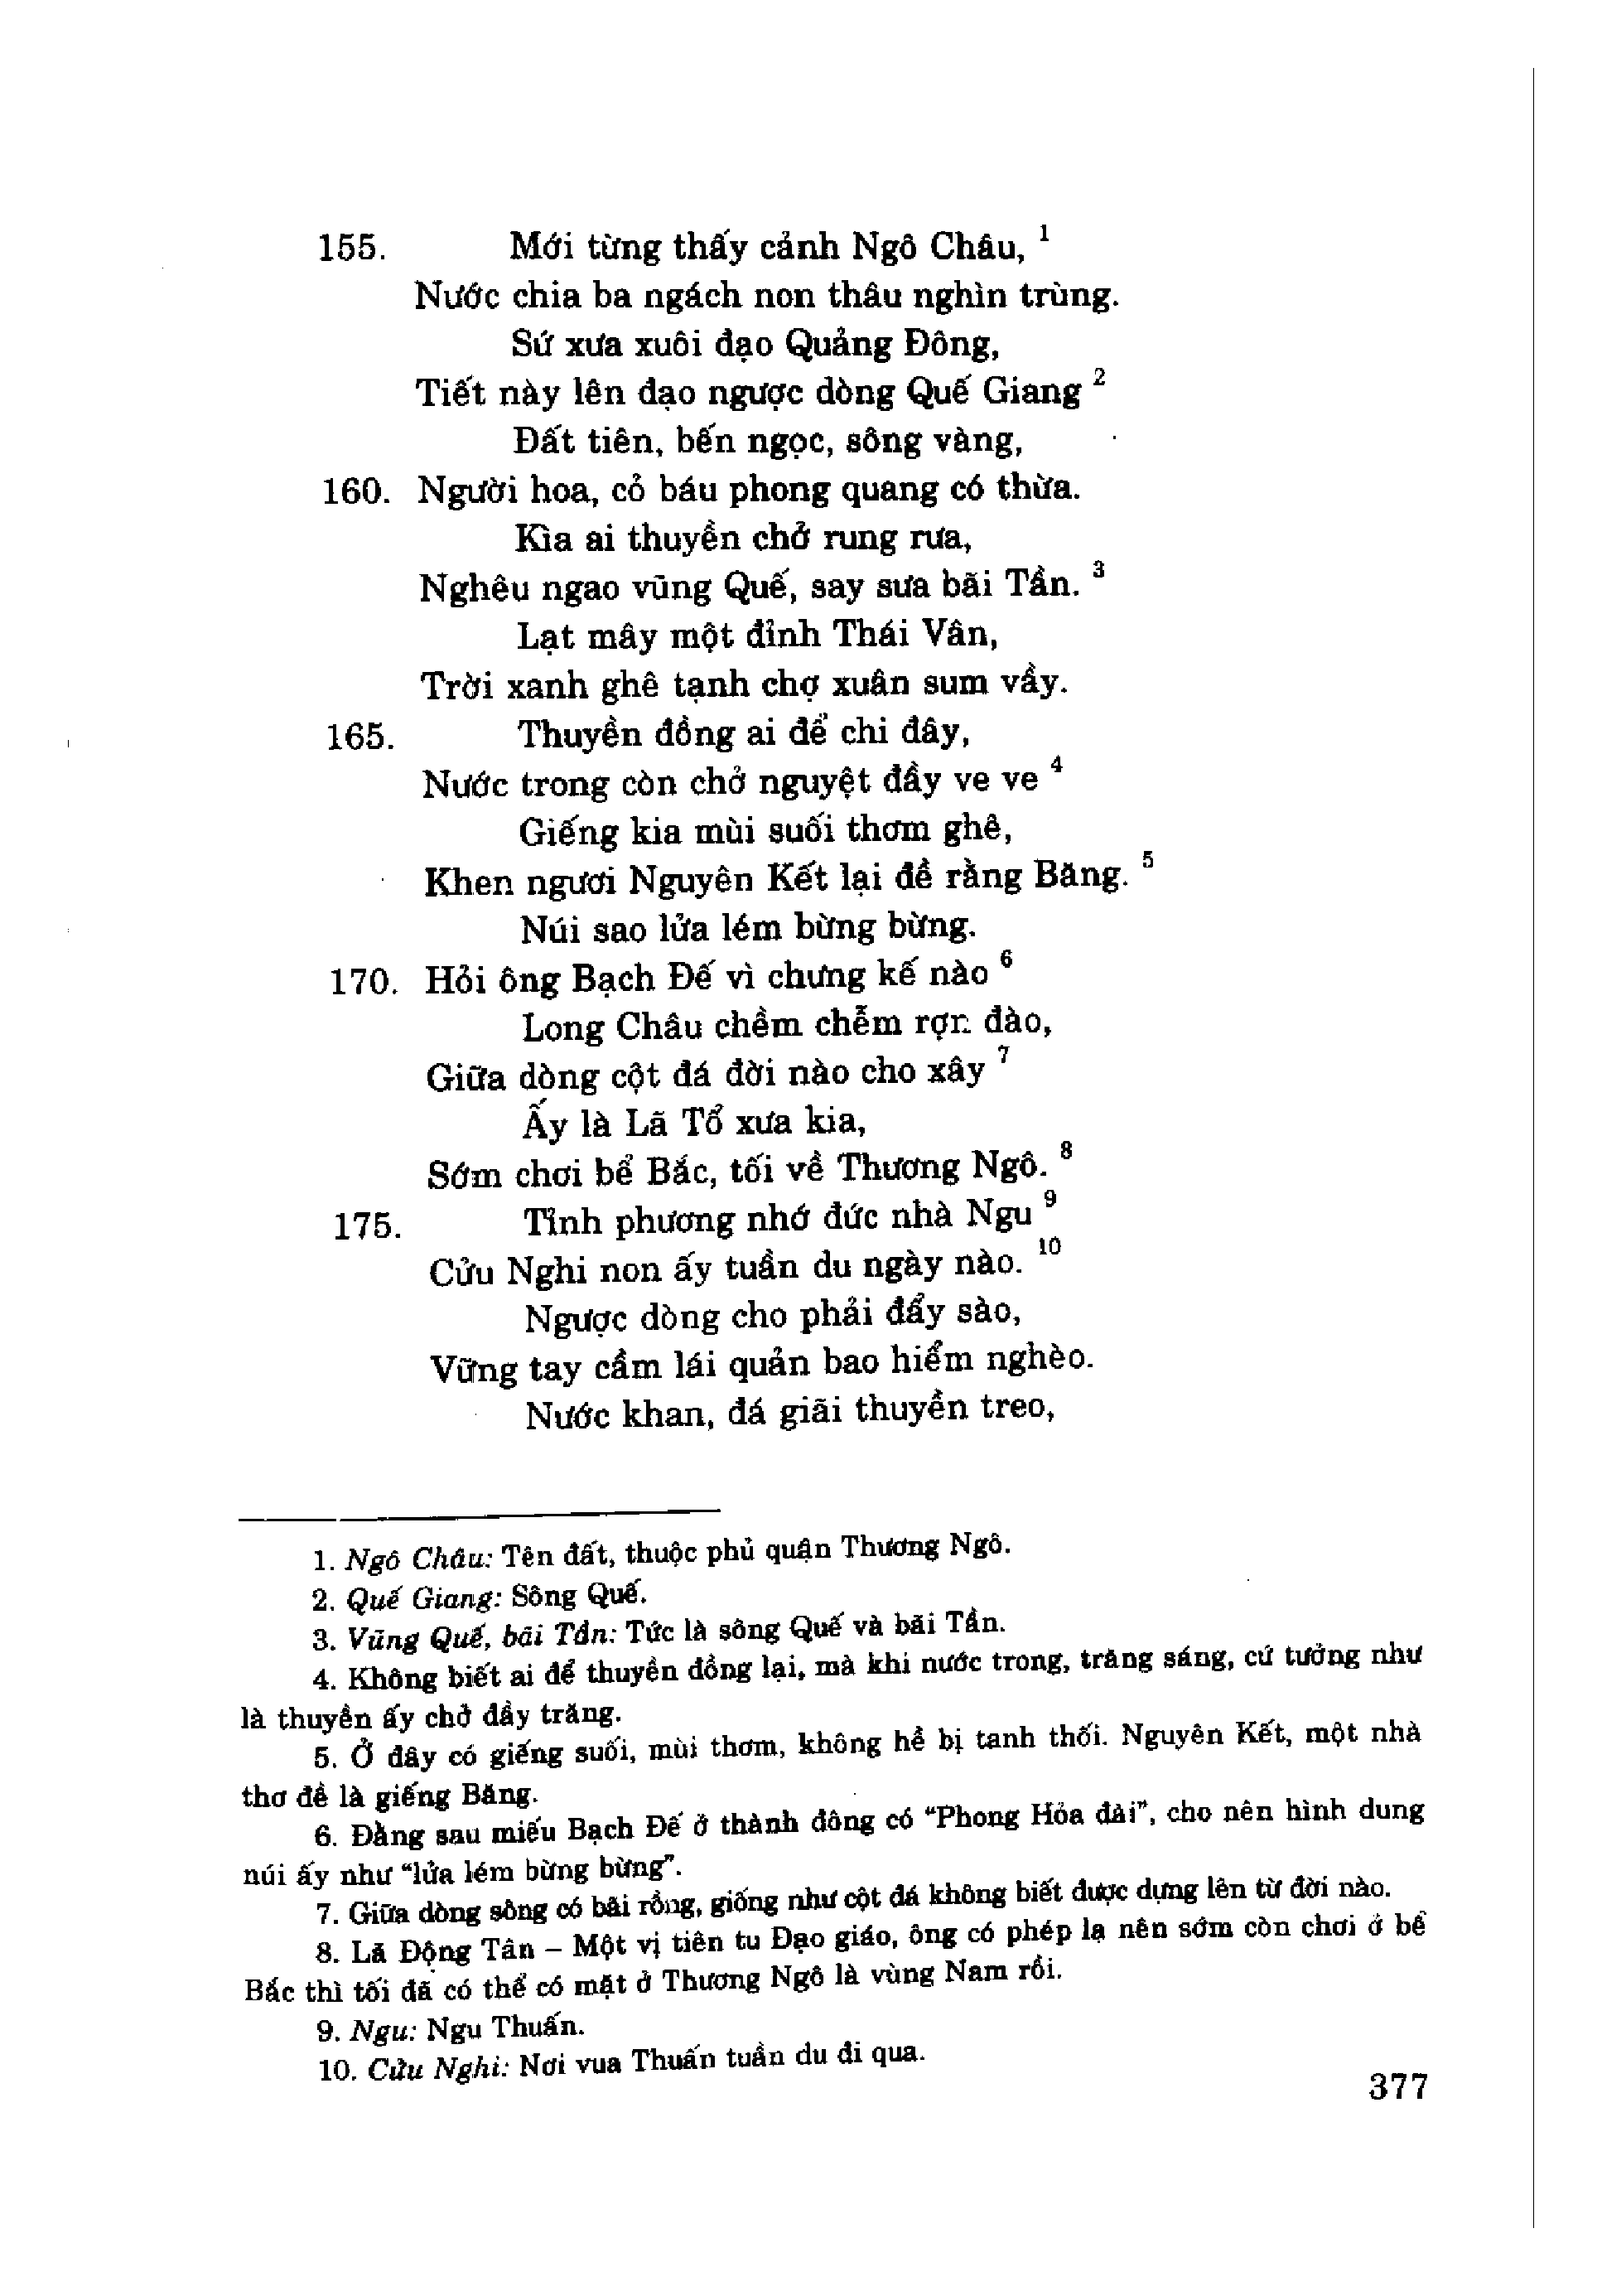 155. Mới từng thấy cảnh Ngô Châu, 1
Nước chia ba ngách non thâu nghìn trùng.
Sứ xưa xuôi đạo Quảng Đông,
Tiết này lên đạo ngược dòng Quế Giang 2
Đất tiên, bến ngọc, sông vàng,
160. Người hoa, cỏ báu phong quang có thừa.
Kìa ai thuyền chở rung rưa,
Nghêu ngao vũng Quế, say sưa bãi Tần. 3
Lạt mây một đỉnh Thái Vân,
Trời xanh ghê tạnh chợ xuân sum vầy.
165. Thuyền đồng ai để chi đây,
Nước trong còn chở nguyệt đầy ve ve 4
Giếng kia mùi suối thơm ghê,
Khen ngươi Nguyên Kết lại đề rằng Băng. 5
Núi sao lửa lém bừng bừng.
170. Hỏi ông Bạch Đế vì chưng kế nào 6
Long Châu chềm chễm rợn đào,
Giữa dòng cột đá đời nào cho xây 7
Ấy là Lã Tổ xưa kia,
Sớm chơi bể Bắc, tối về Thương Ngô. 8
175. Tỉnh phương nhớ đức nhà Ngu 9
Cửu Nghi non ấy tuần du ngày nào. 10
Ngược dòng cho phải đẩy sào,
Vững tay cầm lái quản bao hiểm nghèo.
Nước khan, đá giãi thuyền treo,
1. Ngô Châu: Tên đất, thuộc phủ quận Thương Ngô.
2. Quế Giang: Sông Quế.
3. Vũng Quế, bãi Tần: Tức là sông Quế và bãi Tần.
4. Không biết ai để thuyền đồng lại, mà khi nước trong, trăng sáng, cứ tưởng như
là thuyền ấy chở đầy trăng.
5. Ở đây có giếng suối, mùi thơm, không hề bị tanh thối. Nguyên Kết, một nhà
thơ đề là giếng Băng.
6. Đằng sau miếu Bạch Đế ở thành đông có “Phong Hỏa đài”, cho nên hình dung
núi ấy như “lửa lém bừng bừng”.
7. Giữa dòng sông có bãi rồng, giống như cột đá không biết được dựng lên từ đời nào.
8. Lã Động Tân – Một vị tiên tu Đạo giáo, ông có phép lạ nên sớm còn chơi ở bể
Bắc thì tối đã có thể có mặt ở Thương Ngô là vùng Nam rồi.
9. Ngu: Ngu Thuấn.
10. Cửu Nghi: Nơi vua Thuấn tuần du đi qua.
377